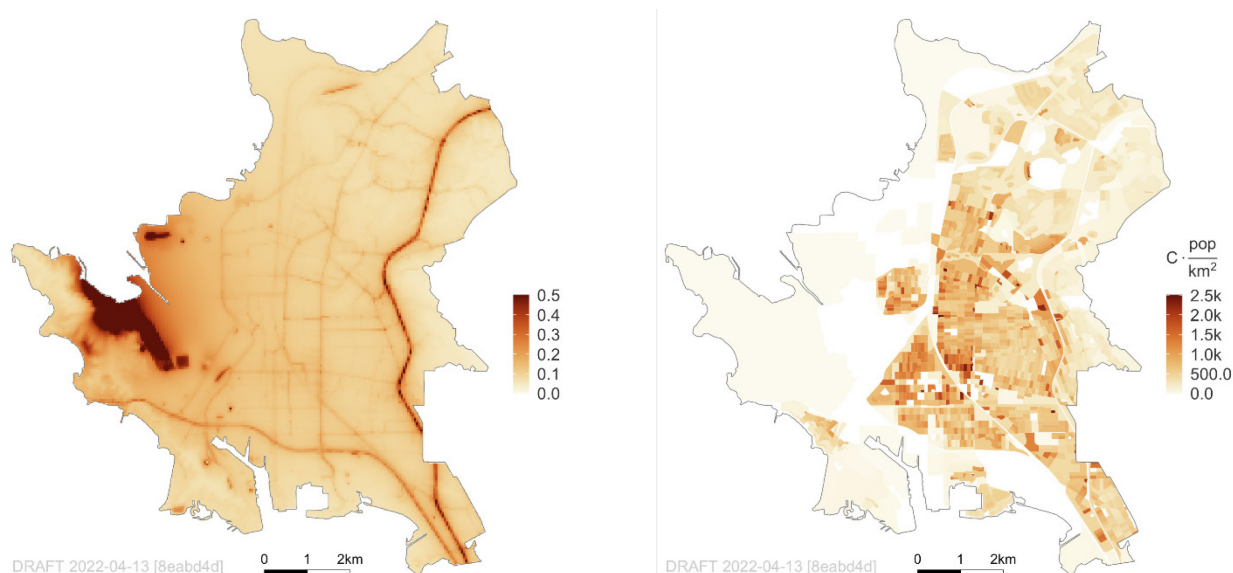 0.5
0.4
0.3
0.2
0.1
0.0
DRAFT 2022-04-13 [8eabd4d]
0 1 2km
C · pop
km²
2.5k
2.0k
1.5k
1.0k
500.0
0.0
DRAFT 2022-04-13 [8eabd4d]
0 1 2km